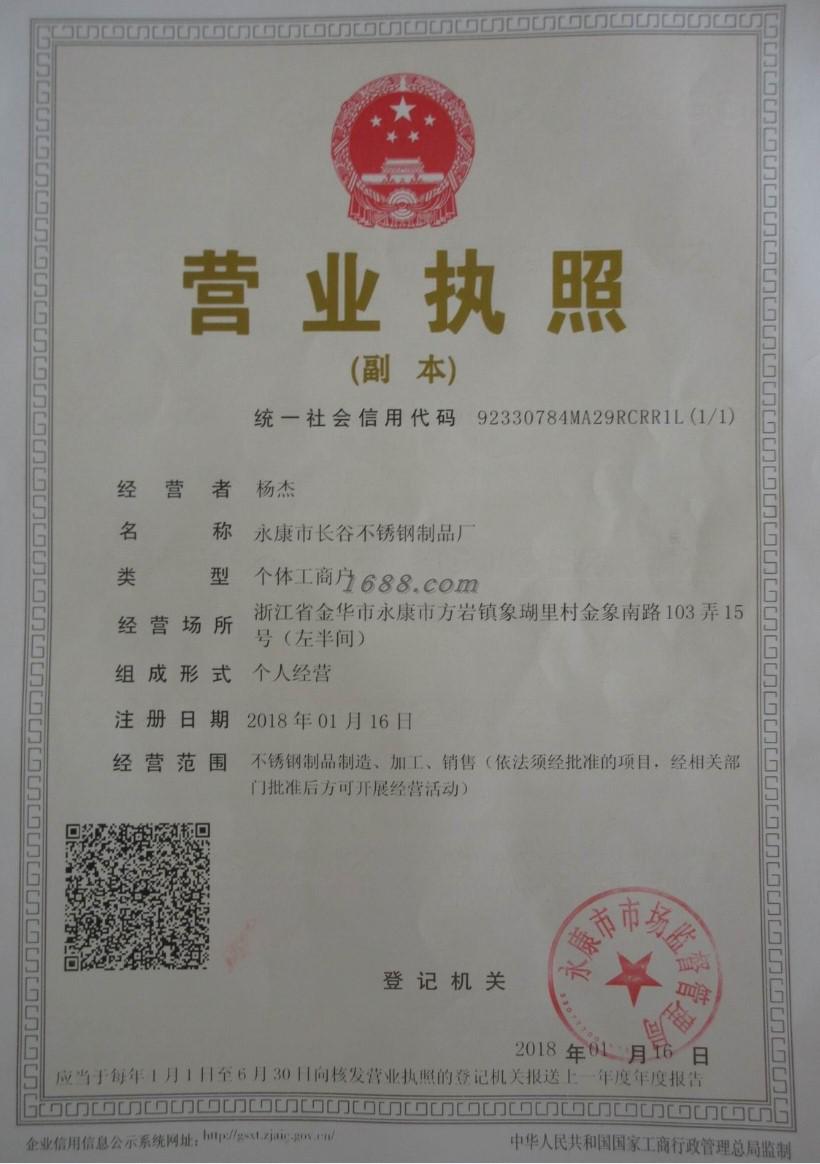 营业执照
(副 本)
统一社会信用代码 92330784MA29RCRR1L(1/1)
经营者 杨杰
名称 永康市长谷不锈钢制品厂
类型 个体工商户
1688.com
经营场所 浙江省金华市永康市方岩镇象瑚里村金象南路103弄15
号（左半间）
组成形式 个人经营
注册日期 2018年01月16日
经营范围 不锈钢制品制造、加工、销售（依法须经批准的项目，经相关部
门批准后方可开展经营活动）
永康市市场监督管理局
登记机关
2018年01月16日
应当于每年1月1日至6月30日向核发营业执照的登记机关报送上一年度年度报告
企业信用信息公示系统网址：http://gsxt.zjaic.gov.cn/
中华人民共和国国家工商行政管理总局监制